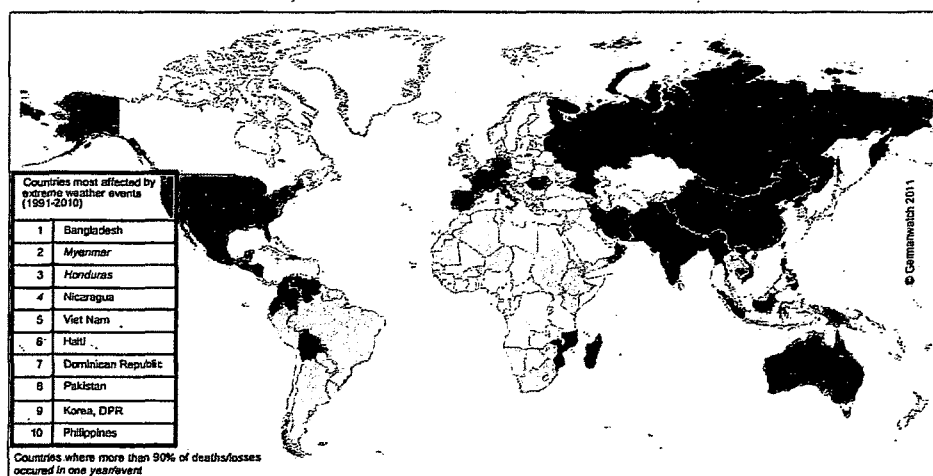 Countries most affected by
extreme weather events
(1991-2010)
1 Bangladesh
2 Myanmar
3 Honduras
4 Nicaragua
5 Viet Nam
6 Haiti
7 Dominican Republic
8 Pakistan
9 Korea, DPR
10 Philippines
Countries where more than 90% of deaths/losses
occured in one year/event
© Germanwatch 2011